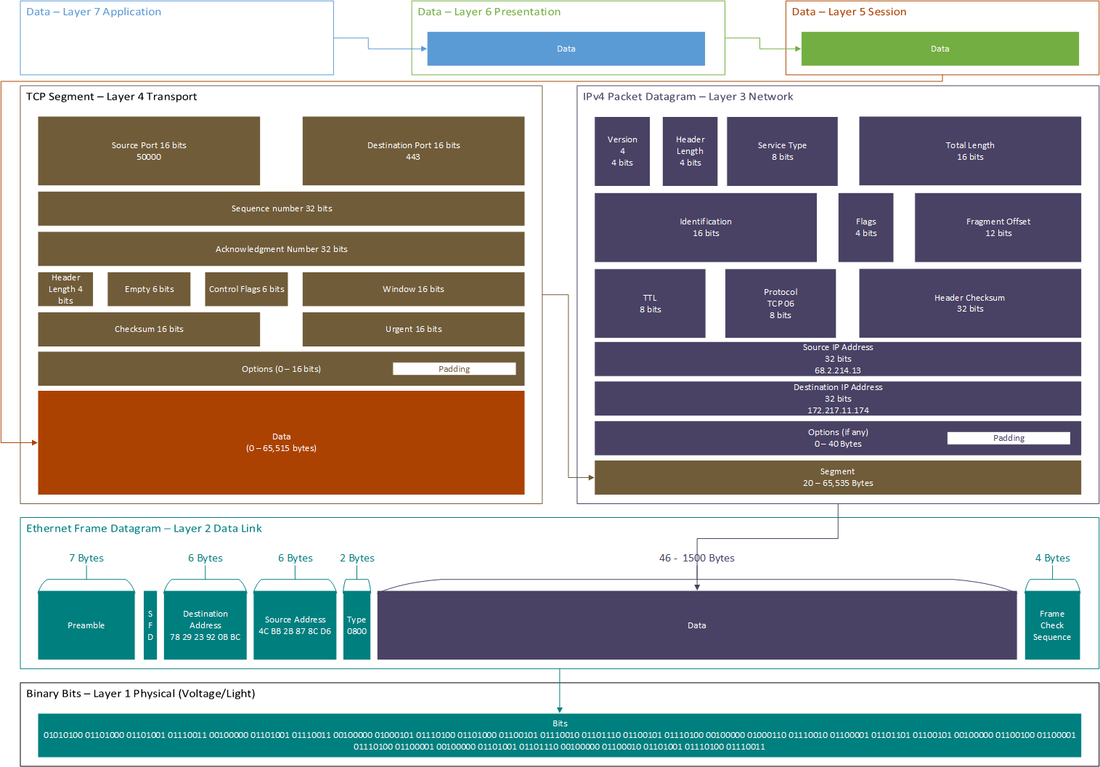 Data – Layer 7 Application
Data – Layer 6 Presentation
Data
Data – Layer 5 Session
Data
TCP Segment – Layer 4 Transport
Source Port 16 bits
50000
Destination Port 16 bits
443
Sequence number 32 bits
Acknowledgment Number 32 bits
Header
Length 4
bits
Empty 6 bits
Control Flags 6 bits
Window 16 bits
Checksum 16 bits
Urgent 16 bits
Options (0 – 16 bits)
Padding
Data
(0 – 65,515 bytes)
IPv4 Packet Datagram – Layer 3 Network
Version
4
4 bits
Header
Length
4 bits
Service Type
8 bits
Total Length
16 bits
Identification
16 bits
Flags
4 bits
Fragment Offset
12 bits
TTL
8 bits
Protocol
TCP 06
8 bits
Header Checksum
32 bits
Source IP Address
32 bits
68.2.214.13
Destination IP Address
32 bits
172.217.11.174
Options (if any)
0 – 40 Bytes
Padding
Segment
20 – 65,535 Bytes
Ethernet Frame Datagram – Layer 2 Data Link
7 Bytes
6 Bytes
6 Bytes
2 Bytes
46 - 1500 Bytes
4 Bytes
Preamble
S
F
D
Destination
Address
78 29 23 92 0B BC
Source Address
4C BB 2B 87 8C D6
Type
0800
Data
Frame
Check
Sequence
Binary Bits – Layer 1 Physical (Voltage/Light)
Bits
01010100 01101000 01101001 01110011 00100000 01101001 01110011 00100000 01000101 01110100 01101000 01100101 01110010 01101110 01100101 01110100 00100000 01000110 01110010 01100001 01101101 01100101 00100000 01100100 01100001
01110100 01100001 00100000 01101001 01101110 00100000 01100010 01101001 01110100 01110011